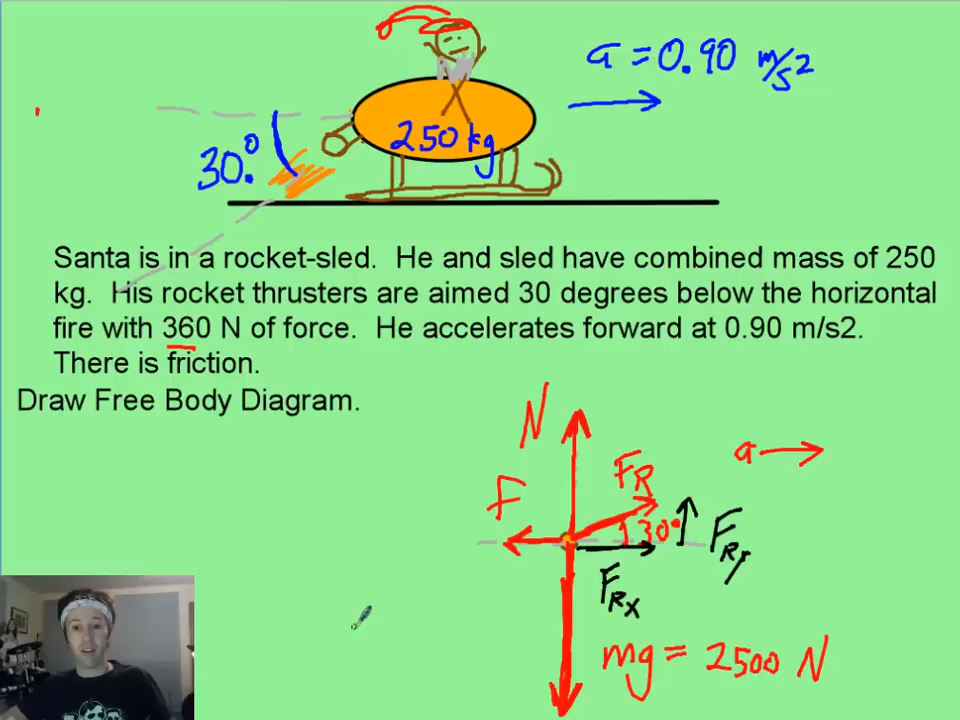 a = 0.90 m/s2
250 kg
30.°
Santa is in a rocket-sled. He and sled have combined mass of 250
kg. His rocket thrusters are aimed 30 degrees below the horizontal
fire with 360 N of force. He accelerates forward at 0.90 m/s2.
There is friction.
Draw Free Body Diagram.
N
a
FR
F
30°
FRy
FRx
mg = 2500 N